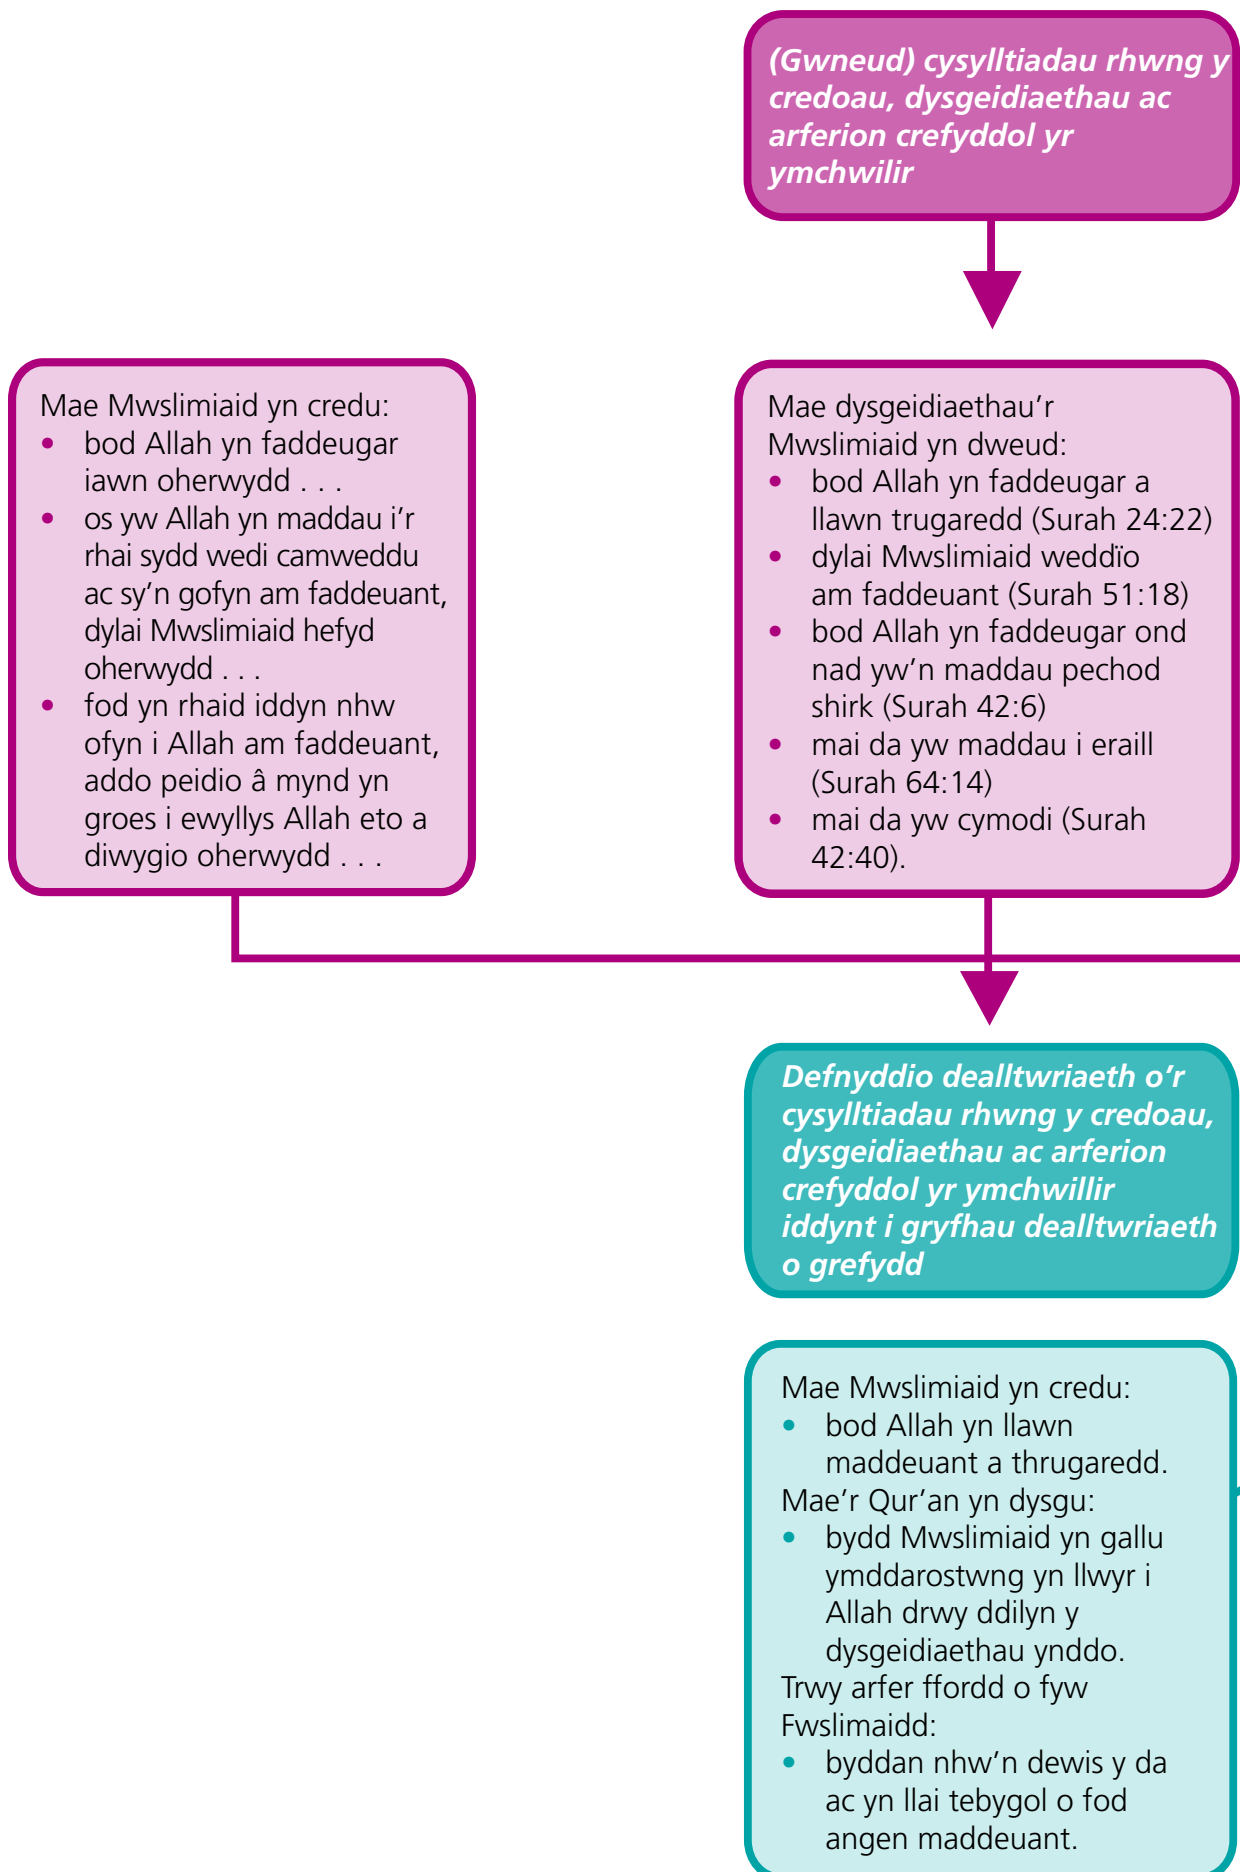 (Gwneud) cysylltiadau rhwng y
credoau, dysgeidiaethau ac
arferion crefyddol yr
ymchwilir
Mae Mwslimiaid yn credu:
• bod Allah yn faddeugar
iawn oherwydd . . .
• os yw Allah yn maddau i'r
rhai sydd wedi camweddu
ac sy'n gofyn am faddeuant,
dylai Mwslimiaid hefyd
oherwydd . . .
• fod yn rhaid iddyn nhw
ofyn i Allah am faddeuant,
addo peidio â mynd yn
groes i ewyllys Allah eto a
diwygio oherwydd . . .
Mae dysgeidiaethau'r
Mwslimiaid yn dweud:
• bod Allah yn faddeugar a
llawn trugaredd (Surah 24:22)
• dylai Mwslimiaid weddïo
am faddeuant (Surah 51:18)
• bod Allah yn faddeugar ond
nad yw'n maddau pechod
shirk (Surah 42:6)
• mai da yw maddau i eraill
(Surah 64:14)
• mai da yw cymodi (Surah
42:40).
Defnyddio dealltwriaeth o'r
cysylltiadau rhwng y credoau,
dysgeidiaethau ac arferion
crefyddol yr ymchwillir
iddynt i gryfhau dealltwriaeth
o grefydd
Mae Mwslimiaid yn credu:
• bod Allah yn llawn
maddeuant a thrugaredd.
Mae'r Qur'an yn dysgu:
• bydd Mwslimiaid yn gallu
ymddarostwng yn llwyr i
Allah drwy ddilyn y
dysgeidiaethau ynddo.
Trwy arfer ffordd o fyw
Fwslimaidd:
• byddan nhw'n dewis y da
ac yn llai tebygol o fod
angen maddeuant.